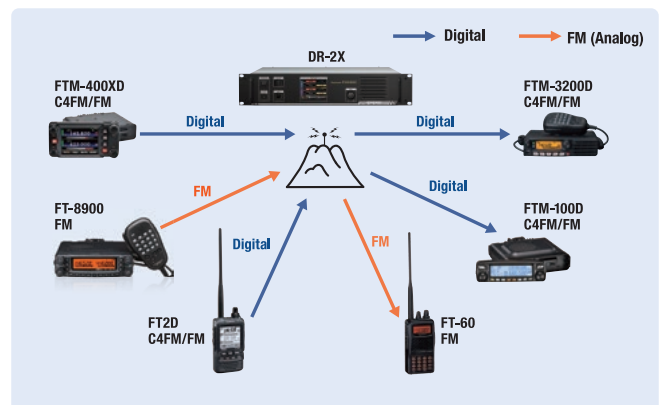 Digital
FM (Analog)
DR-2X
FTM-400XD
C4FM/FM
Digital
Digital
FTM-3200D
C4FM/FM
FT-8900
FM
FM
Digital
FTM-100D
C4FM/FM
Digital
FM
FT2D
C4FM/FM
FT-60
FM